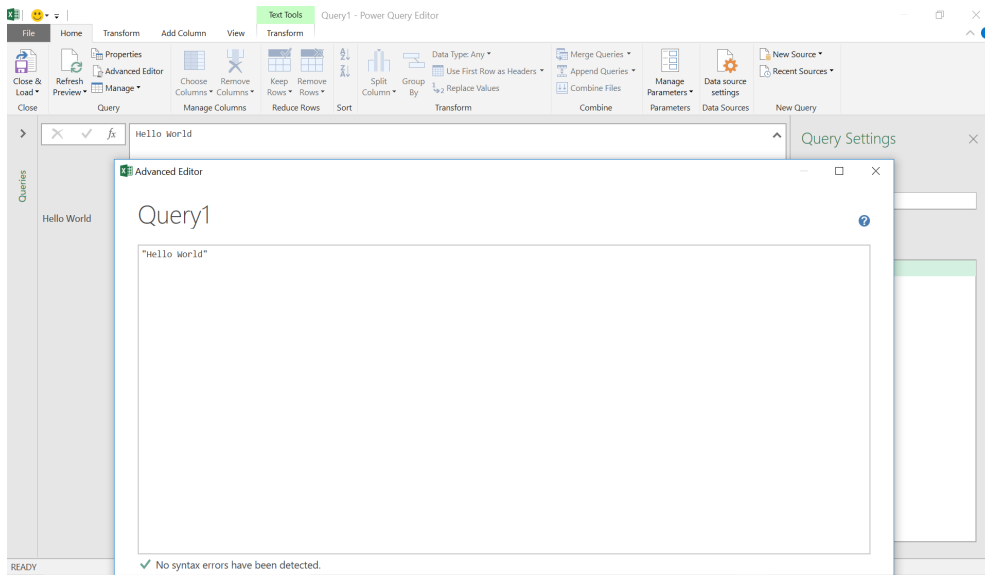 Text Tools Query1 - Power Query Editor
File Home Transform Add Column View Transform
Close & Load
Refresh Preview
Properties
Advanced Editor
Manage
Choose Columns
Remove Columns
Keep Rows
Remove Rows
Split Column
Group By
Data Type: Any
Use First Row as Headers
Replace Values
Merge Queries
Append Queries
Combine Files
Manage Parameters
Data source settings
New Source
Recent Sources
Close Query Manage Columns Reduce Rows Sort Transform Combine Parameters Data Sources New Query
fx Hello World
Query Settings
Queries
Hello World
Advanced Editor
Query1
"Hello World"
No syntax errors have been detected.
READY